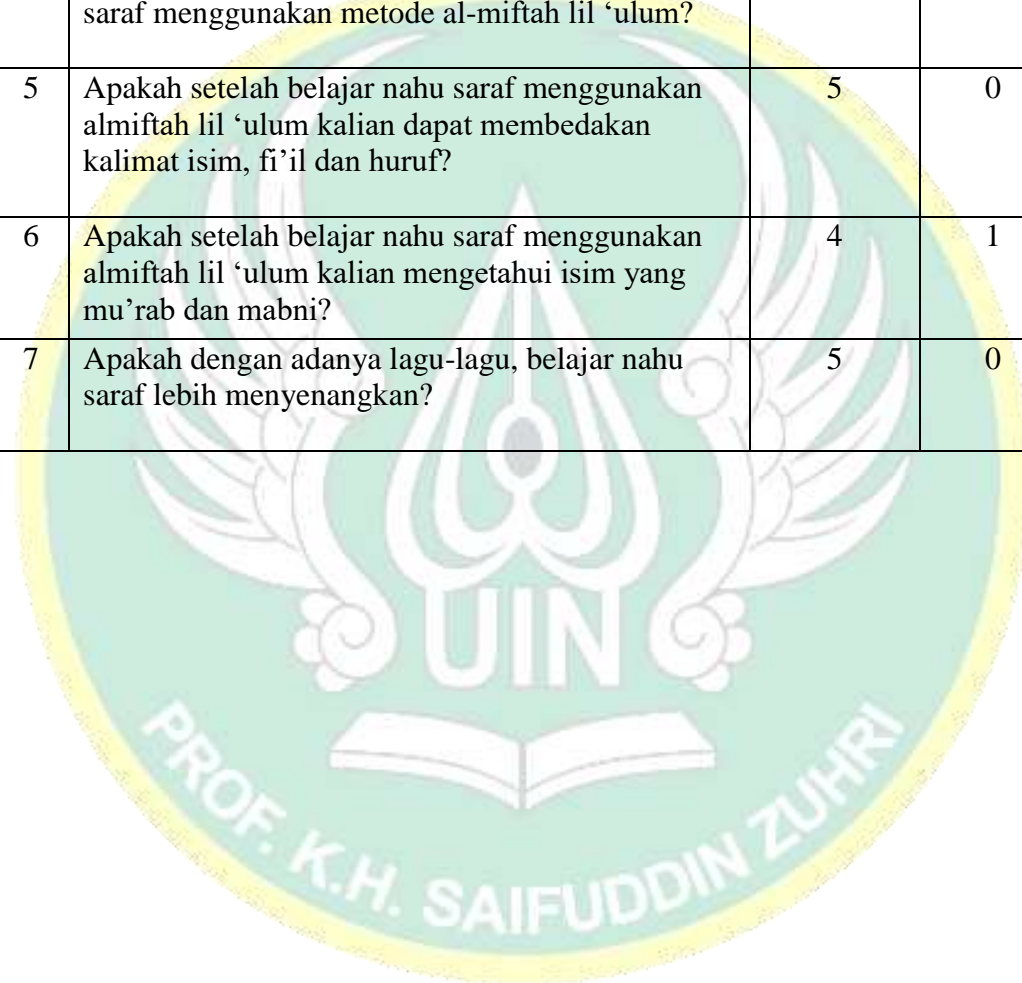 saraf menggunakan metode al-miftah lil ‘ulum?
5 Apakah setelah belajar nahu saraf menggunakan 5 0
almiftah lil ‘ulum kalian dapat membedakan
kalimat isim, fi’il dan huruf?
6 Apakah setelah belajar nahu saraf menggunakan 4 1
almiftah lil ‘ulum kalian mengetahui isim yang
mu’rab dan mabni?
7 Apakah dengan adanya lagu-lagu, belajar nahu 5 0
saraf lebih menyenangkan?
UIN
PROF. K.H. SAIFUDDIN ZUHRI